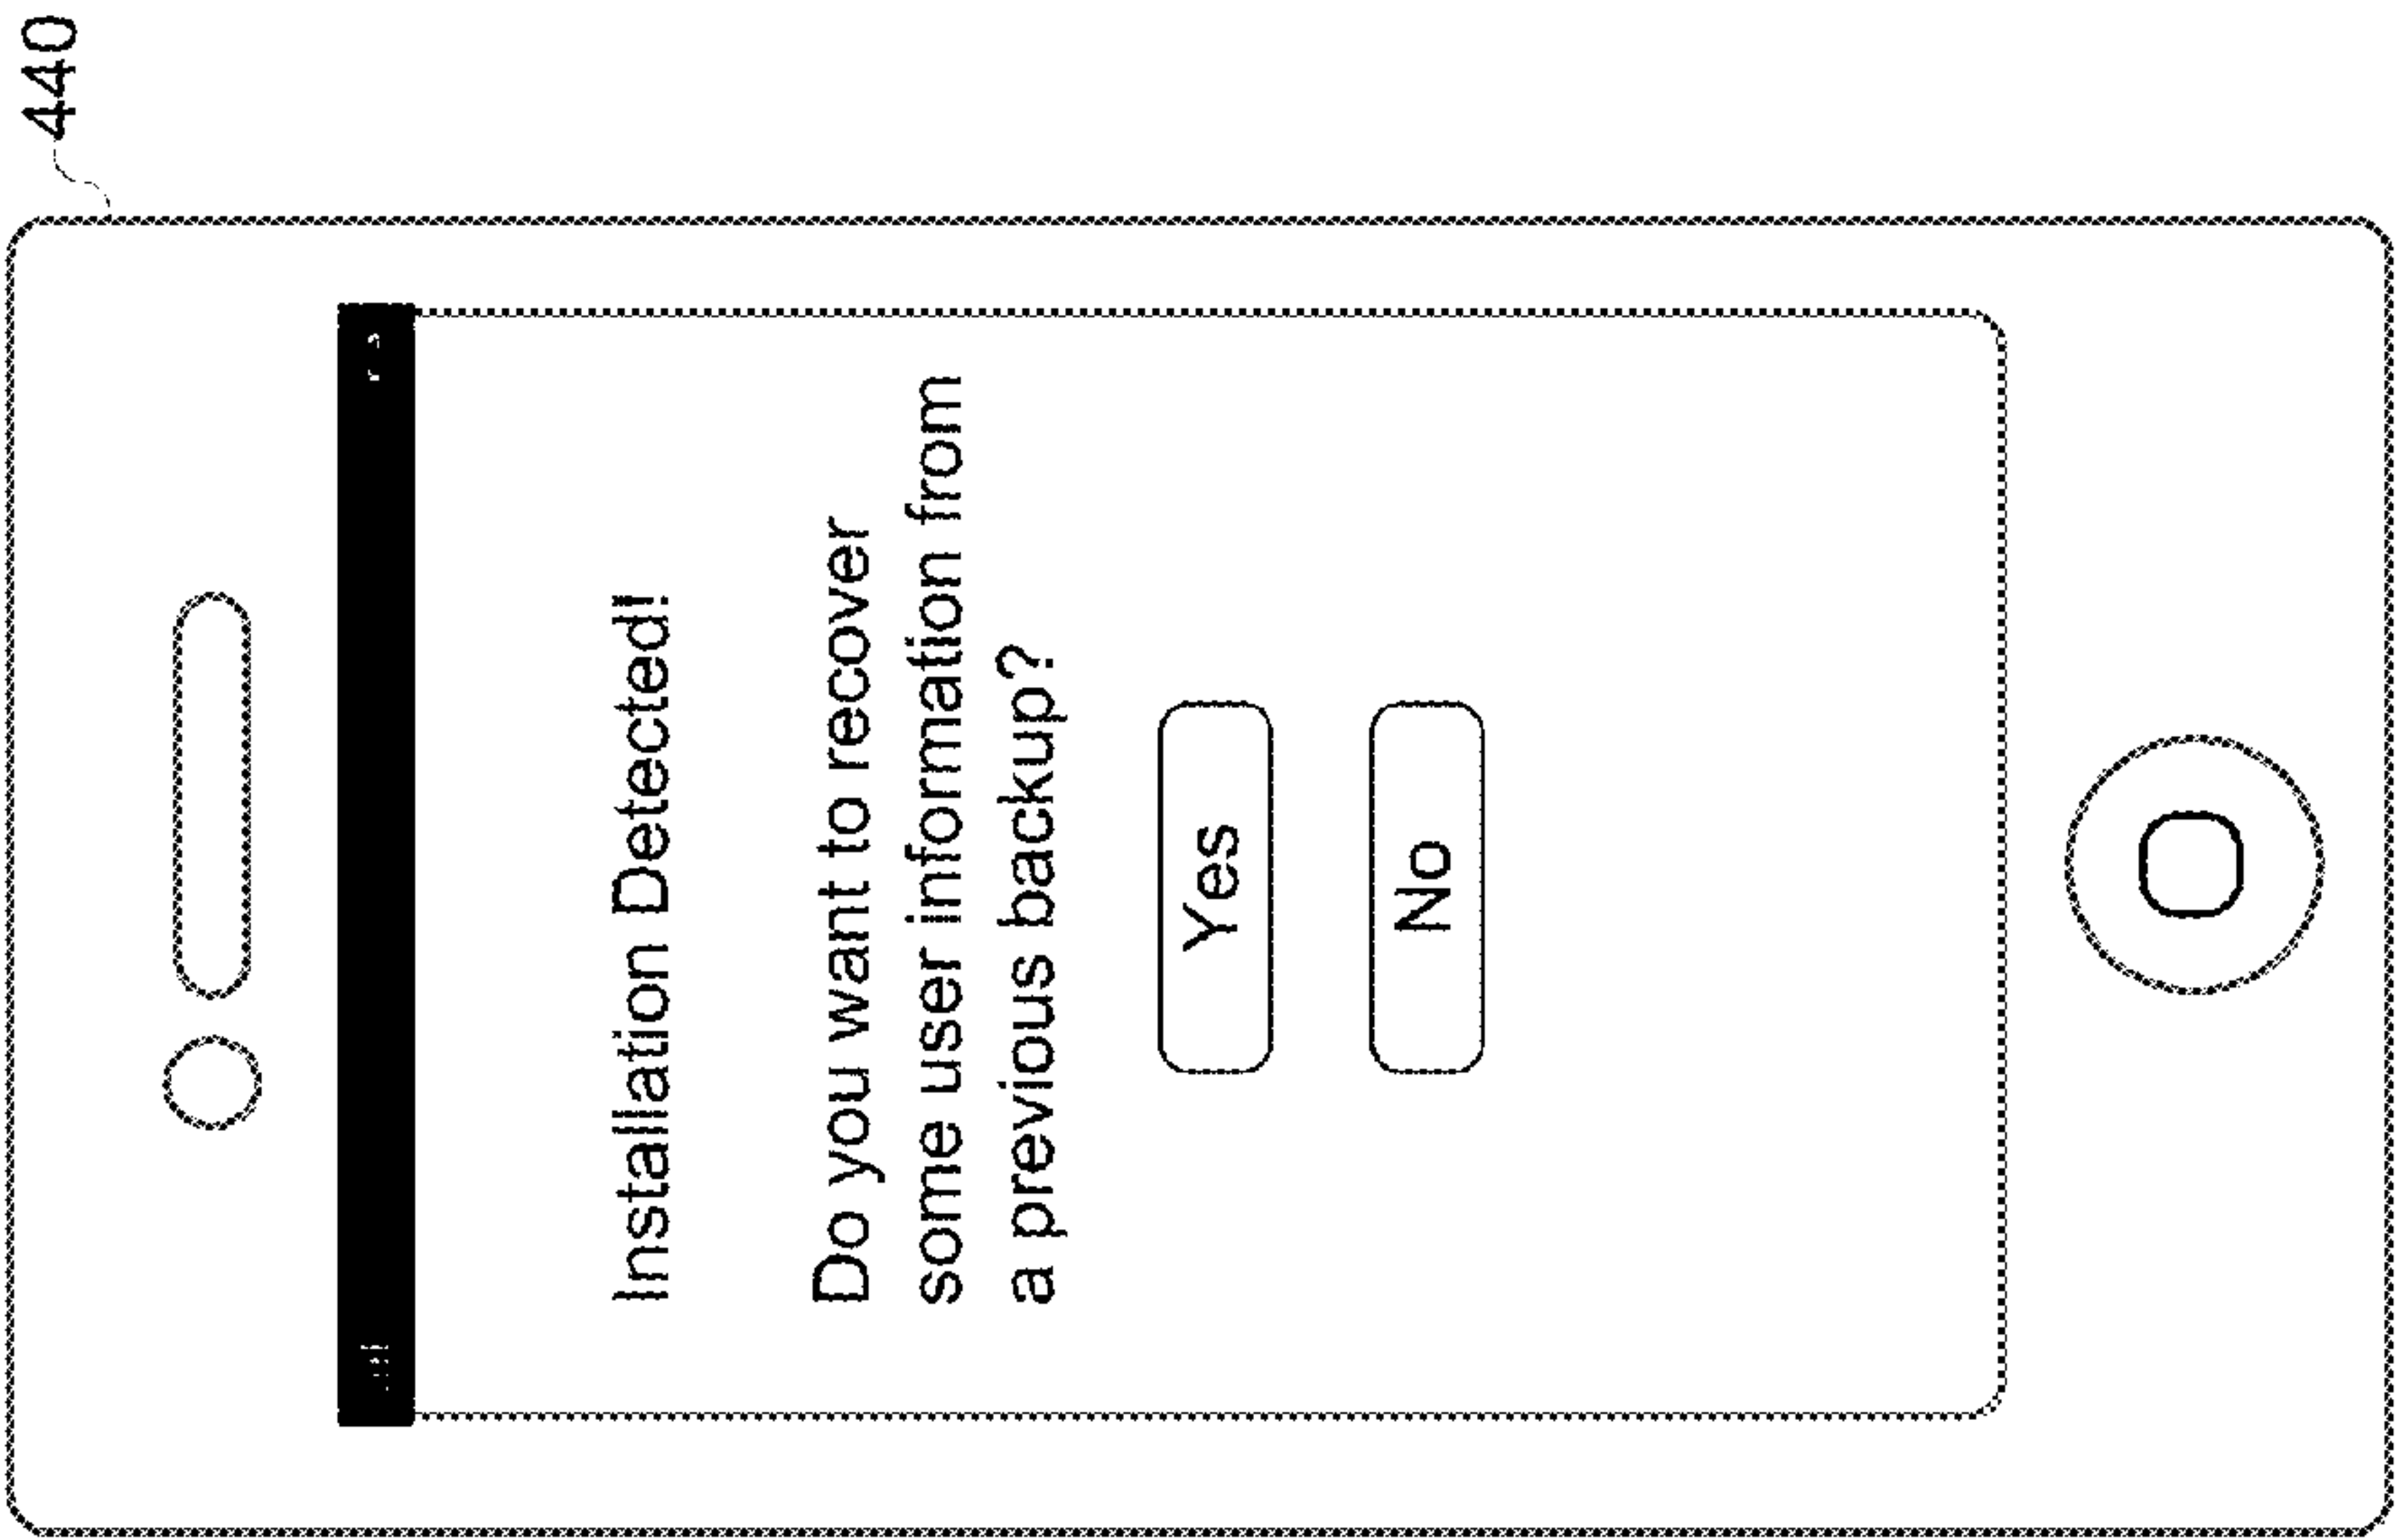 440
Installation Detected!
Do you want to recover
some user information from
a previous backup?
Yes
No